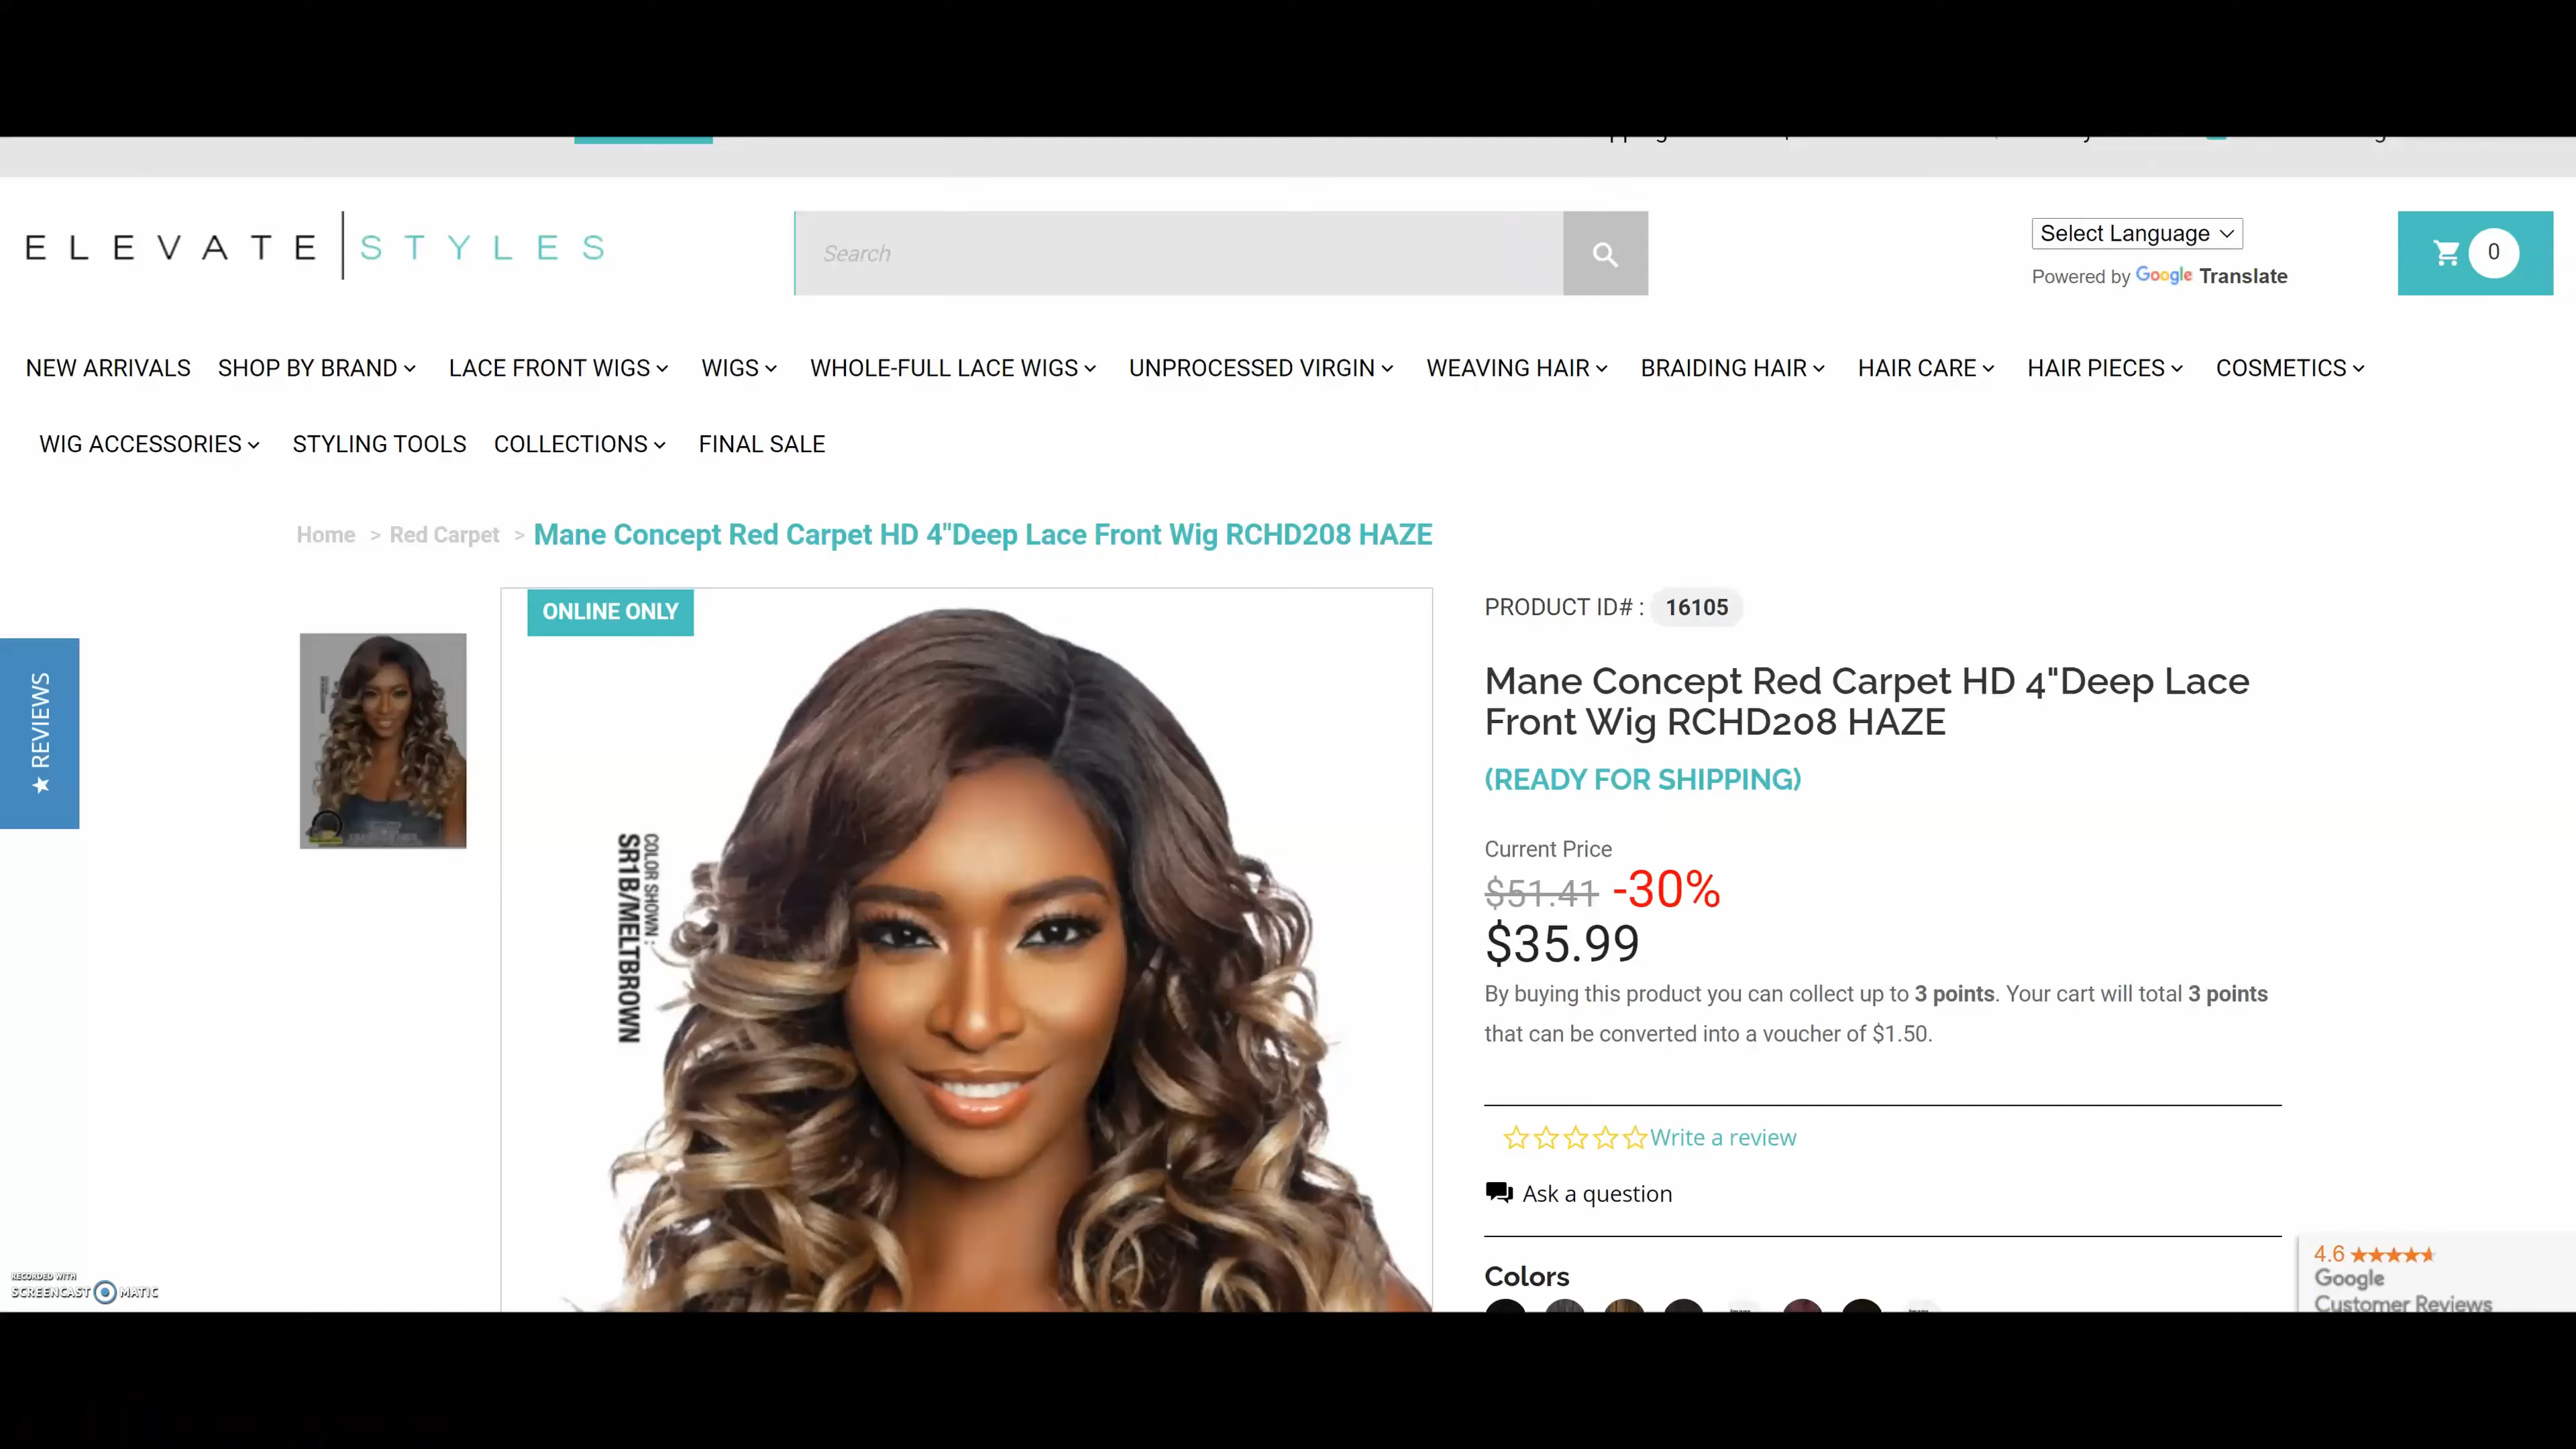 ELEVATE STYLES
Search
Select Language
Powered by Google Translate
0
NEW ARRIVALS SHOP BY BRAND LACE FRONT WIGS WIGS WHOLE-FULL LACE WIGS UNPROCESSED VIRGIN WEAVING HAIR BRAIDING HAIR HAIR CARE HAIR PIECES COSMETICS
WIG ACCESSORIES STYLING TOOLS COLLECTIONS FINAL SALE
Home > Red Carpet > Mane Concept Red Carpet HD 4"Deep Lace Front Wig RCHD208 HAZE
★ REVIEWS
ONLINE ONLY
COLOR SHOWN :
SR1B/MELTBROWN
PRODUCT ID# : 16105
Mane Concept Red Carpet HD 4"Deep Lace
Front Wig RCHD208 HAZE
(READY FOR SHIPPING)
Current Price
$51.41 -30%
$35.99
By buying this product you can collect up to 3 points. Your cart will total 3 points
that can be converted into a voucher of $1.50.
Write a review
Ask a question
Colors
4.6
Google
Customer Reviews
RECORDED WITH
SCREENCAST MATIC